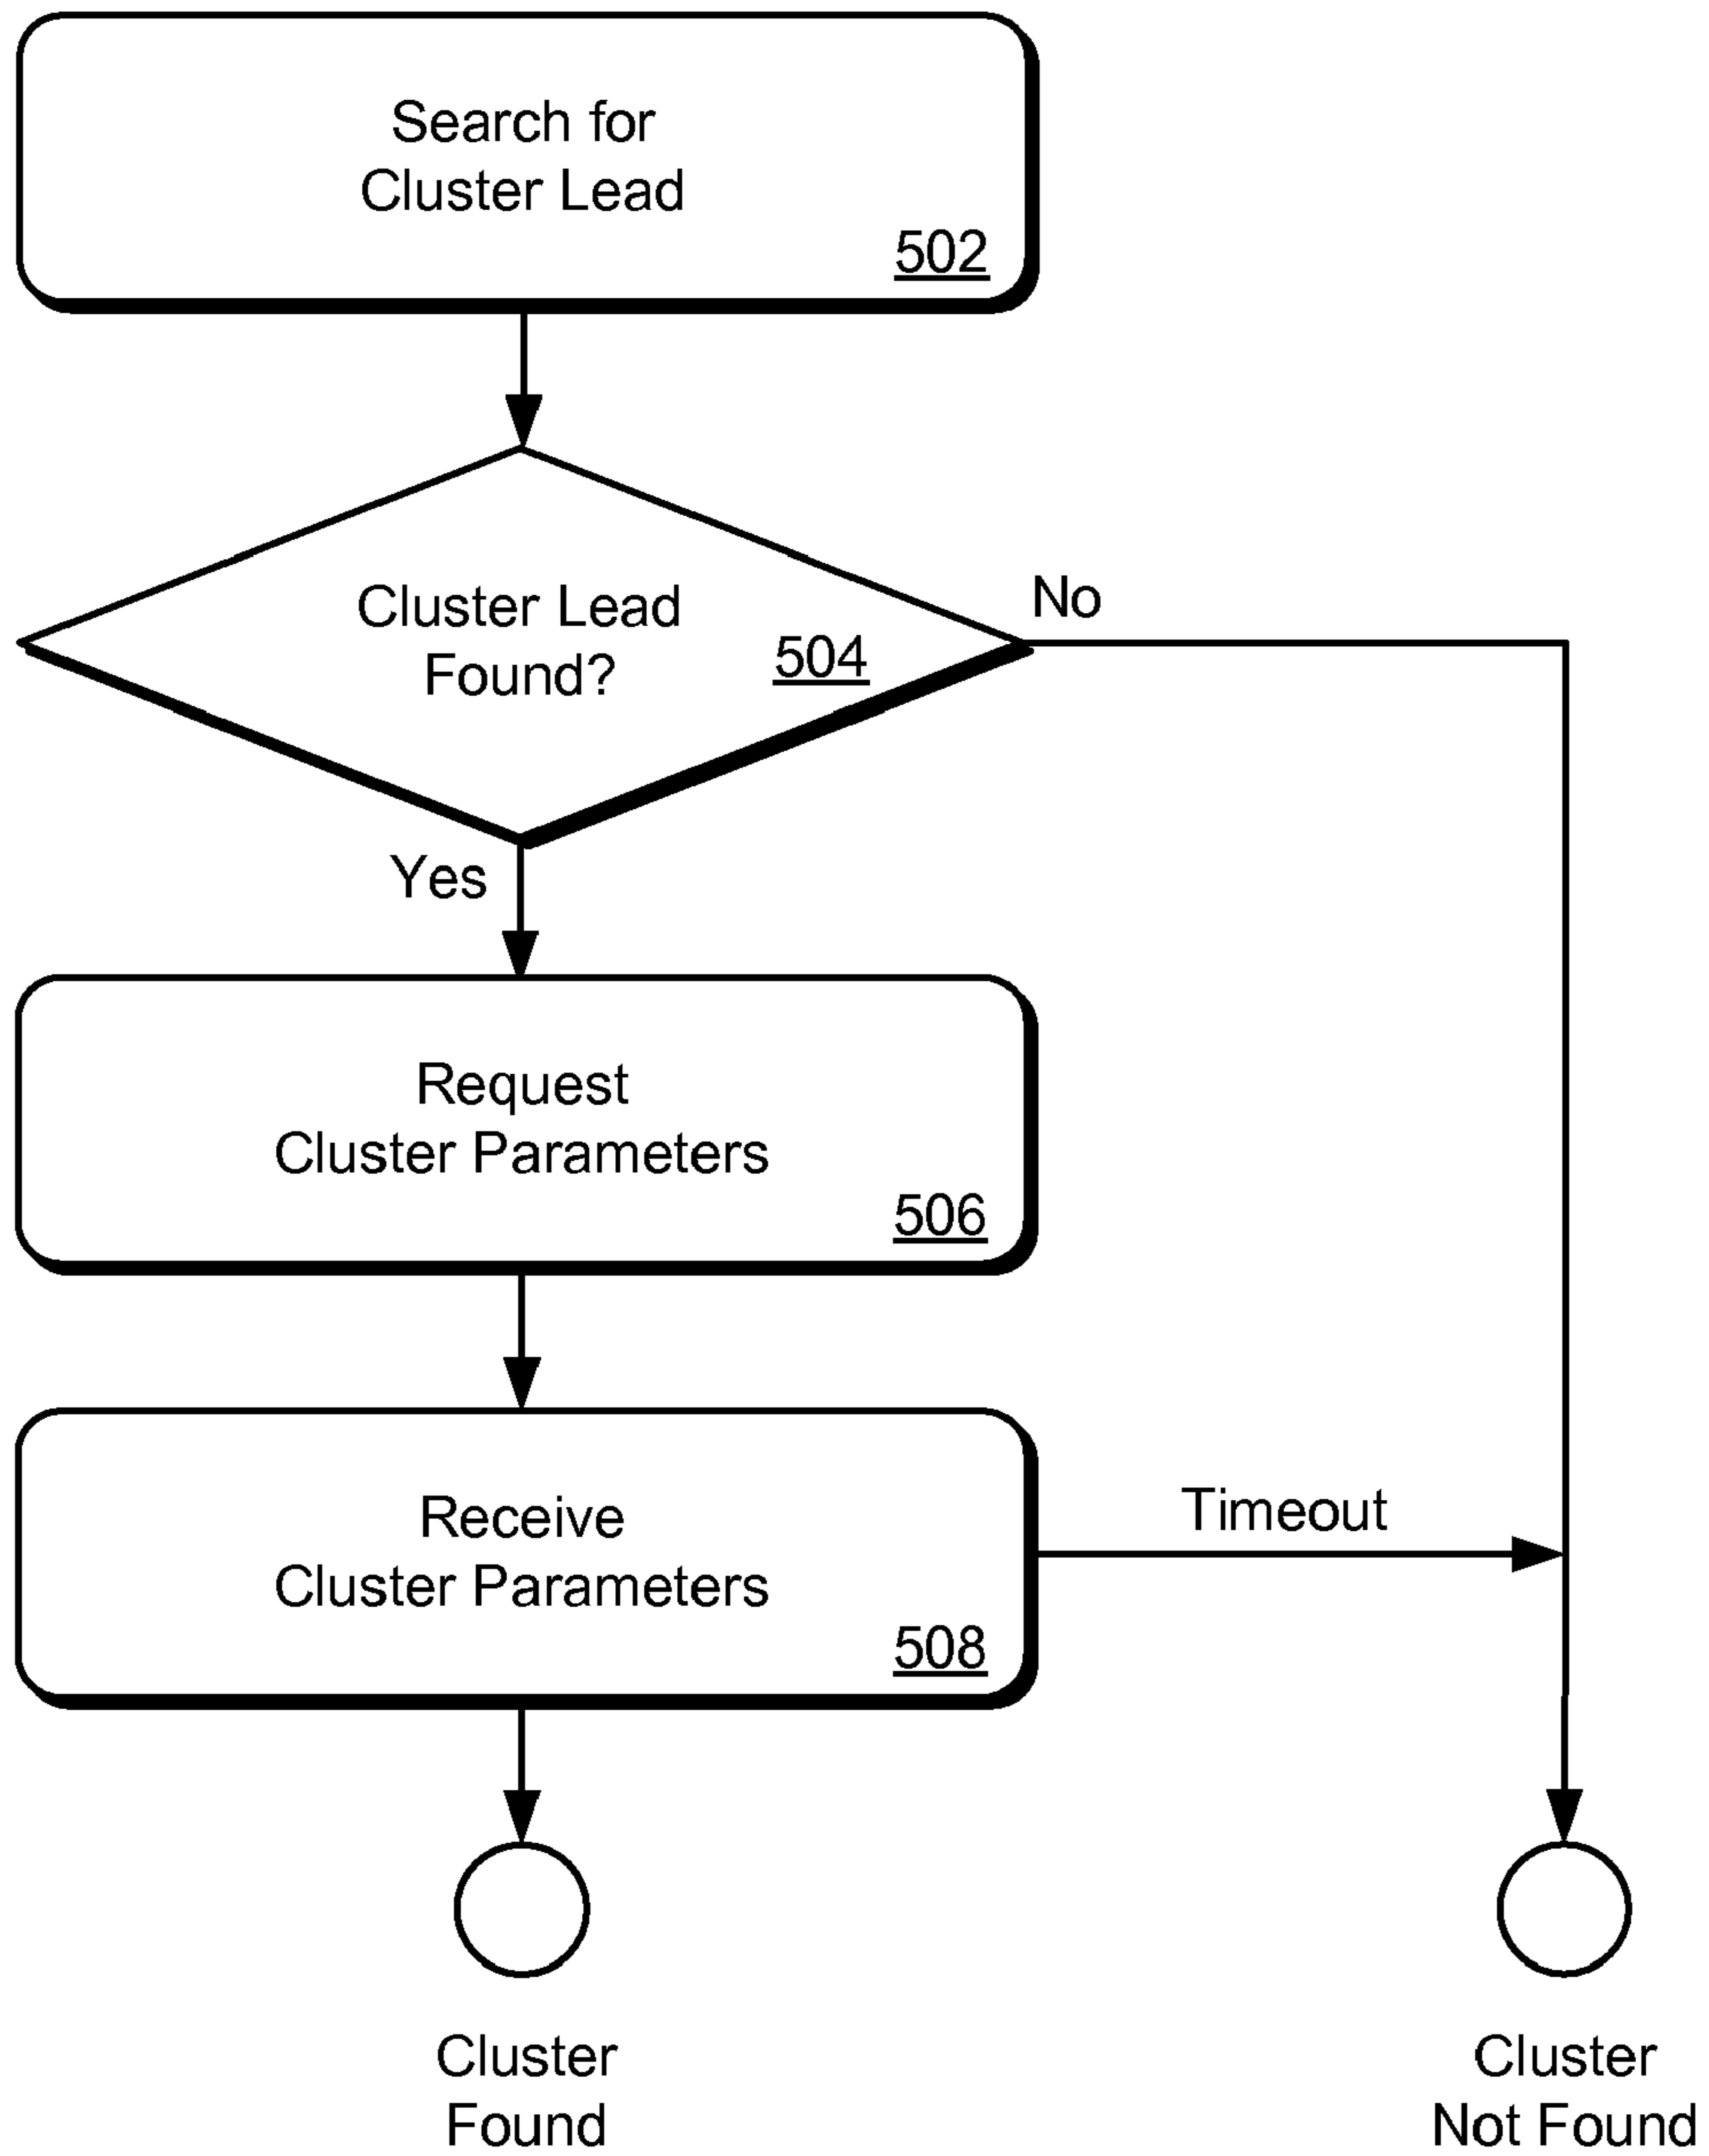 Search for
Cluster Lead
502
Cluster Lead
Found?
504
No
Yes
Request
Cluster Parameters
506
Receive
Cluster Parameters
508
Timeout
Cluster
Found
Cluster
Not Found